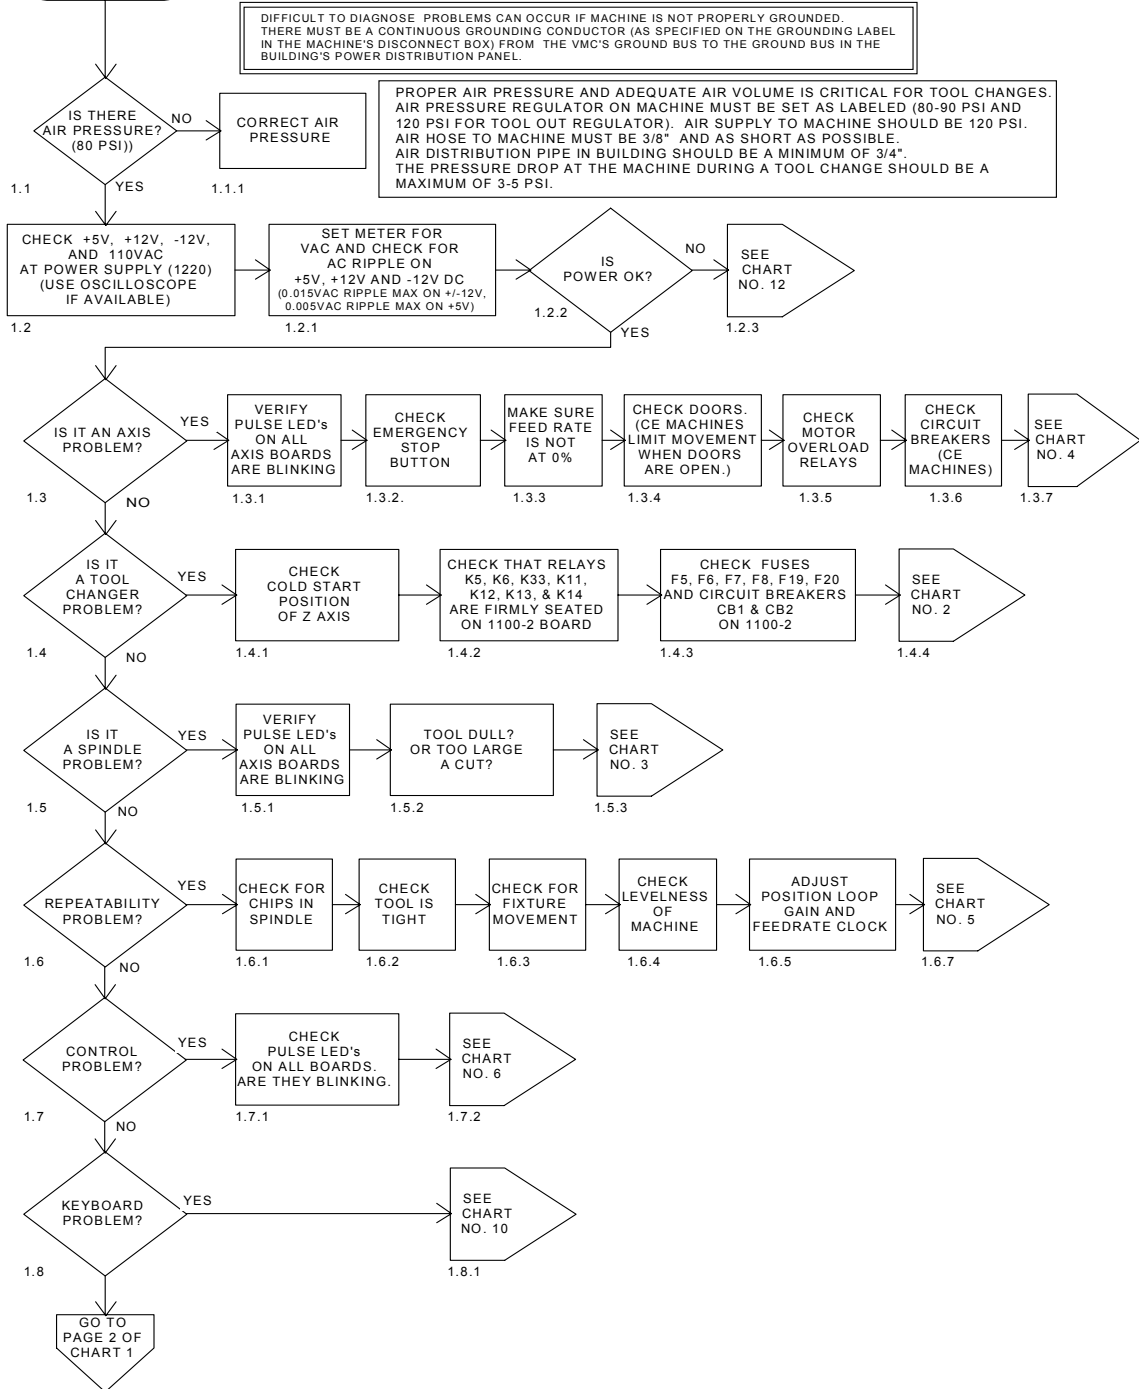 DIFFICULT TO DIAGNOSE PROBLEMS CAN OCCUR IF MACHINE IS NOT PROPERLY GROUNDED.
THERE MUST BE A CONTINUOUS GROUNDING CONDUCTOR (AS SPECIFIED ON THE GROUNDING LABEL
IN THE MACHINE'S DISCONNECT BOX) FROM THE VMC'S GROUND BUS TO THE GROUND BUS IN THE
BUILDING'S POWER DISTRIBUTION PANEL.
PROPER AIR PRESSURE AND ADEQUATE AIR VOLUME IS CRITICAL FOR TOOL CHANGES.
AIR PRESSURE REGULATOR ON MACHINE MUST BE SET AS LABELED (80-90 PSI AND
120 PSI FOR TOOL OUT REGULATOR). AIR SUPPLY TO MACHINE SHOULD BE 120 PSI.
AIR HOSE TO MACHINE MUST BE 3/8" AND AS SHORT AS POSSIBLE.
AIR DISTRIBUTION PIPE IN BUILDING SHOULD BE A MINIMUM OF 3/4".
THE PRESSURE DROP AT THE MACHINE DURING A TOOL CHANGE SHOULD BE A
MAXIMUM OF 3-5 PSI.
IS THERE
AIR PRESSURE?
(80 PSI))
NO
CORRECT AIR
PRESSURE
1.1
YES
1.1.1
CHECK +5V, +12V, -12V,
AND 110VAC
AT POWER SUPPLY (1220)
(USE OSCILLOSCOPE
IF AVAILABLE)
1.2
SET METER FOR
VAC AND CHECK FOR
AC RIPPLE ON
+5V, +12V AND -12V DC
(0.015VAC RIPPLE MAX ON +/-12V,
0.005VAC RIPPLE MAX ON +5V)
1.2.1
IS
POWER OK?
1.2.2
NO
YES
SEE
CHART
NO. 12
1.2.3
IS IT AN AXIS
PROBLEM?
1.3
YES
NO
VERIFY
PULSE LED's
ON ALL
AXIS BOARDS
ARE BLINKING
1.3.1
CHECK
EMERGENCY
STOP
BUTTON
1.3.2.
MAKE SURE
FEED RATE
IS NOT
AT 0%
1.3.3
CHECK DOORS.
(CE MACHINES
LIMIT MOVEMENT
WHEN DOORS
ARE OPEN.)
1.3.4
CHECK
MOTOR
OVERLOAD
RELAYS
1.3.5
CHECK
CIRCUIT
BREAKERS
(CE
MACHINES)
1.3.6
SEE
CHART
NO. 4
1.3.7
IS IT
A TOOL
CHANGER
PROBLEM?
1.4
YES
NO
CHECK
COLD START
POSITION
OF Z AXIS
1.4.1
CHECK THAT RELAYS
K5, K6, K33, K11,
K12, K13, & K14
ARE FIRMLY SEATED
ON 1100-2 BOARD
1.4.2
CHECK FUSES
F5, F6, F7, F8, F19, F20
AND CIRCUIT BREAKERS
CB1 & CB2
ON 1100-2
1.4.3
SEE
CHART
NO. 2
1.4.4
IS IT
A SPINDLE
PROBLEM?
1.5
YES
NO
VERIFY
PULSE LED's
ON ALL
AXIS BOARDS
ARE BLINKING
1.5.1
TOOL DULL?
OR TOO LARGE
A CUT?
1.5.2
SEE
CHART
NO. 3
1.5.3
REPEATABILITY
PROBLEM?
1.6
YES
NO
CHECK FOR
CHIPS IN
SPINDLE
1.6.1
CHECK
TOOL IS
TIGHT
1.6.2
CHECK FOR
FIXTURE
MOVEMENT
1.6.3
CHECK
LEVELNESS
OF
MACHINE
1.6.4
ADJUST
POSITION LOOP
GAIN AND
FEEDRATE CLOCK
1.6.5
SEE
CHART
NO. 5
1.6.7
CONTROL
PROBLEM?
1.7
YES
NO
CHECK
PULSE LED's
ON ALL BOARDS.
ARE THEY BLINKING.
1.7.1
SEE
CHART
NO. 6
1.7.2
KEYBOARD
PROBLEM?
1.8
YES
SEE
CHART
NO. 10
1.8.1
GO TO
PAGE 2 OF
CHART 1